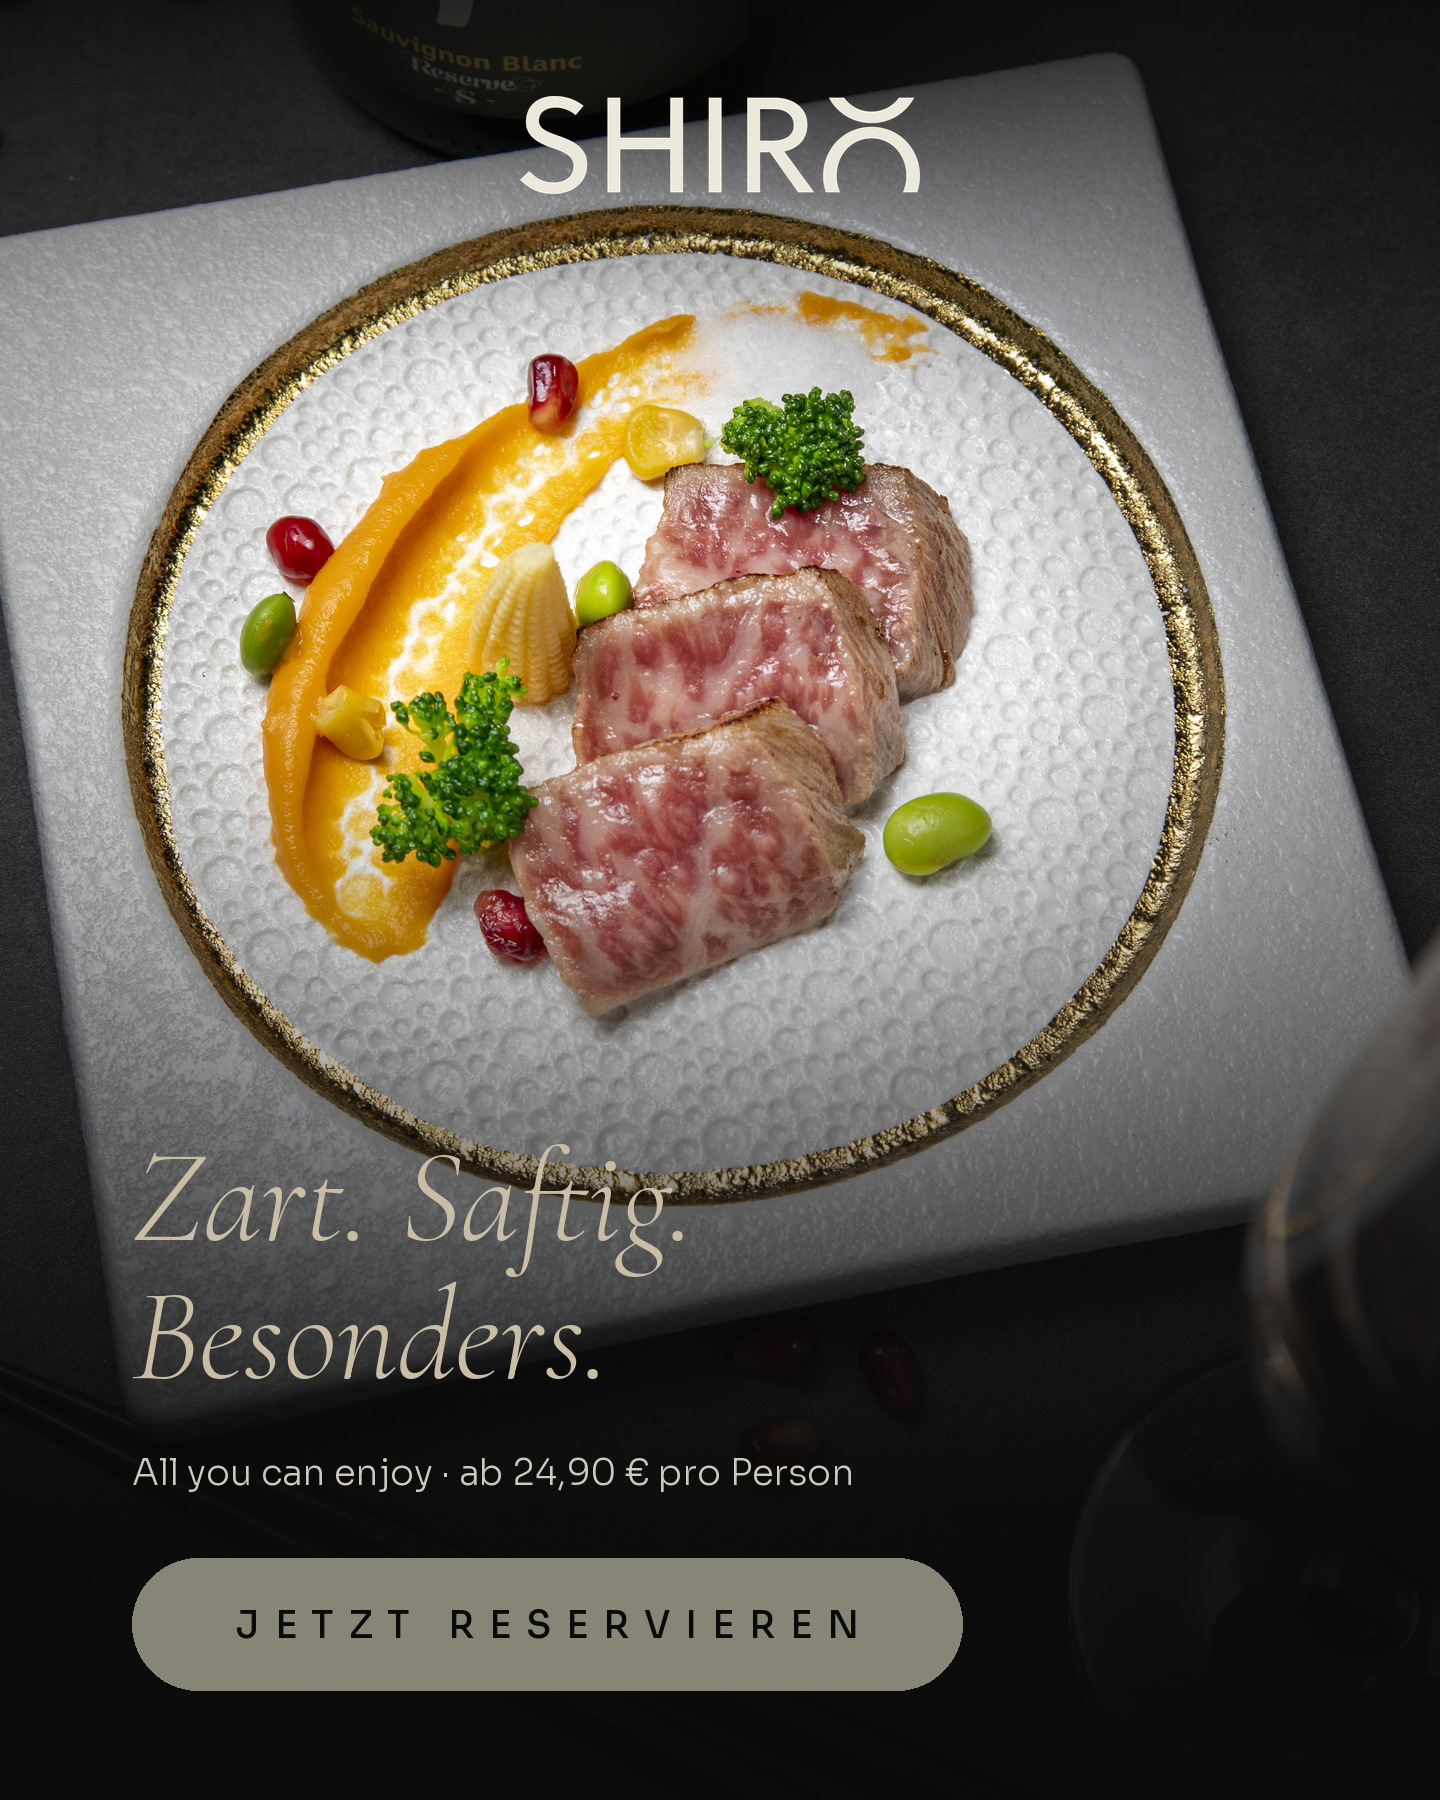 Sauvignon Blanc
Reserve
S
SHIRO
Zart. Saftig.
Besonders.
All you can enjoy · ab 24,90 € pro Person
JETZT RESERVIEREN